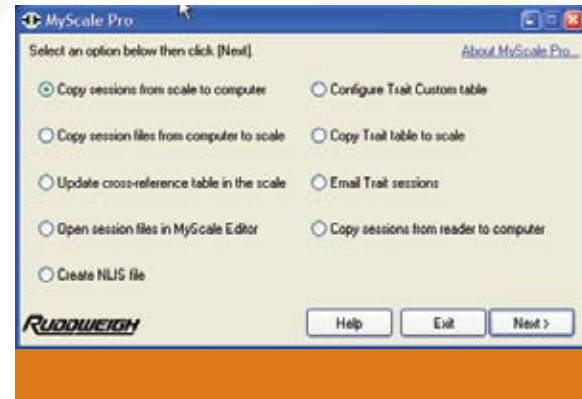 MyScale Pro
Select an option below then click [Next].
About MyScale Pro...
Copy sessions from scale to computer
Copy session files from computer to scale
Update cross-reference table in the scale
Open session files in MyScale Editor
Create NLIS file
Configure Trait Custom table
Copy Trait table to scale
Email Trait sessions
Copy sessions from reader to computer
RUDDWEIGH
Help
Exit
Next >